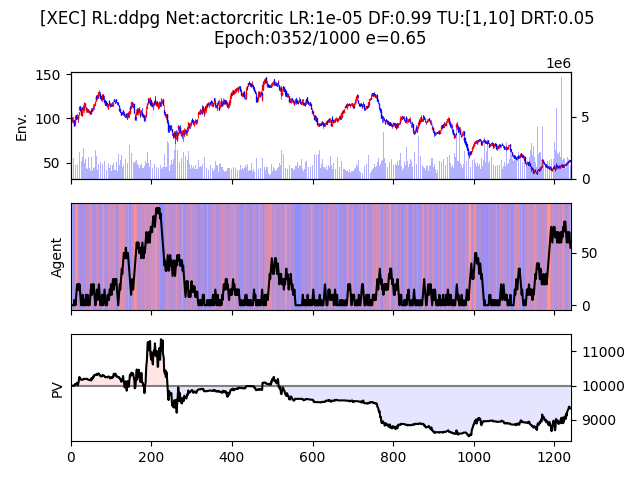 [XEC] RL:ddpg Net:actorcritic LR:1e-05 DF:0.99 TU:[1,10] DRT:0.05
Epoch:0352/1000 e=0.65
1e6
150
100
50
Env.
5
0
Agent
50
0
PV
11000
10000
9000
0 200 400 600 800 1000 1200